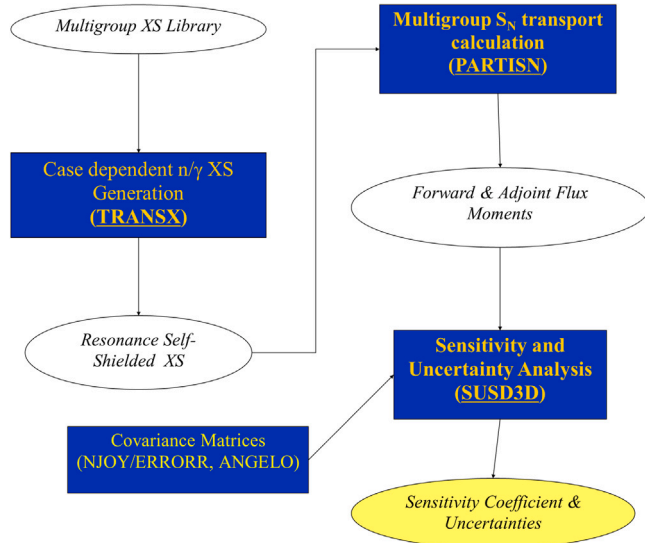 Multigroup XS Library
Case dependent n/γ XS
Generation
(TRANSX)
Resonance Self-
Shielded XS
Multigroup S_N transport
calculation
(PARTISN)
Forward & Adjoint Flux
Moments
Sensitivity and
Uncertainty Analysis
(SUSD3D)
Covariance Matrices
(NJOY/ERRORR, ANGELO)
Sensitivity Coefficient &
Uncertainties